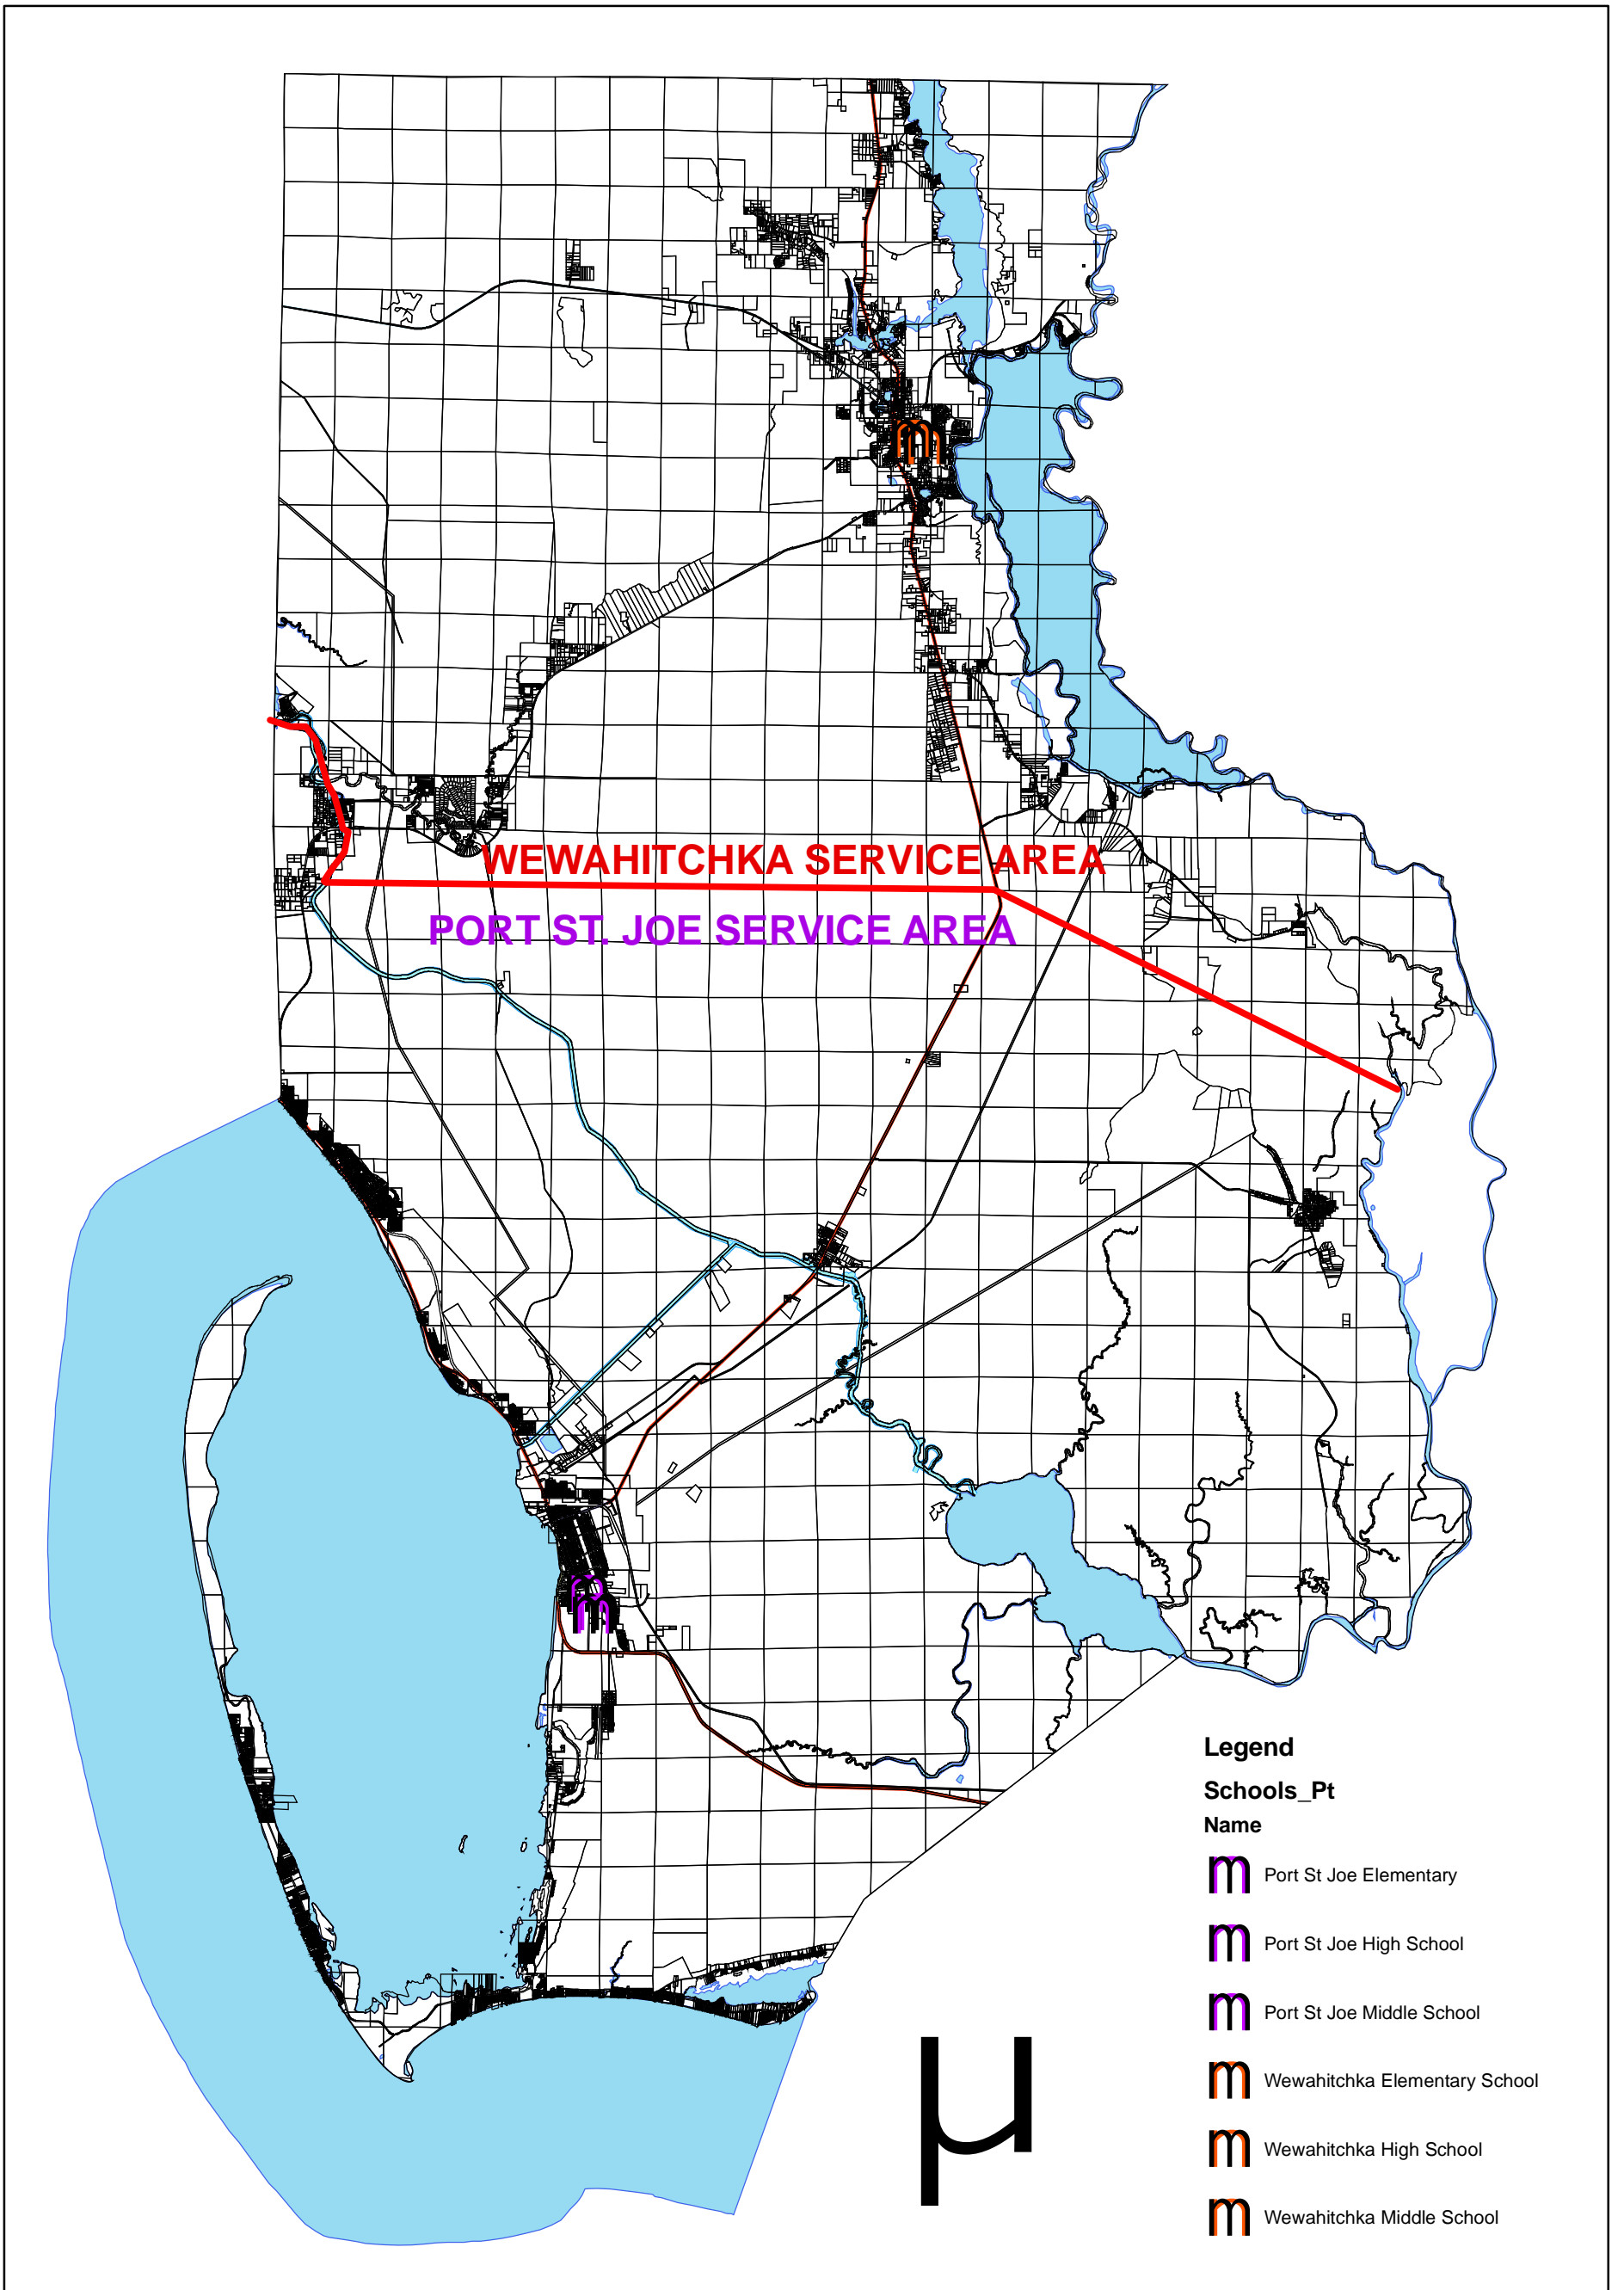 WEWAHITCHKA SERVICE AREA
PORT ST. JOE SERVICE AREA
Legend
Schools_Pt
Name
m Port St Joe Elementary
m Port St Joe High School
m Port St Joe Middle School
m Wewahitchka Elementary School
m Wewahitchka High School
m Wewahitchka Middle School
µ